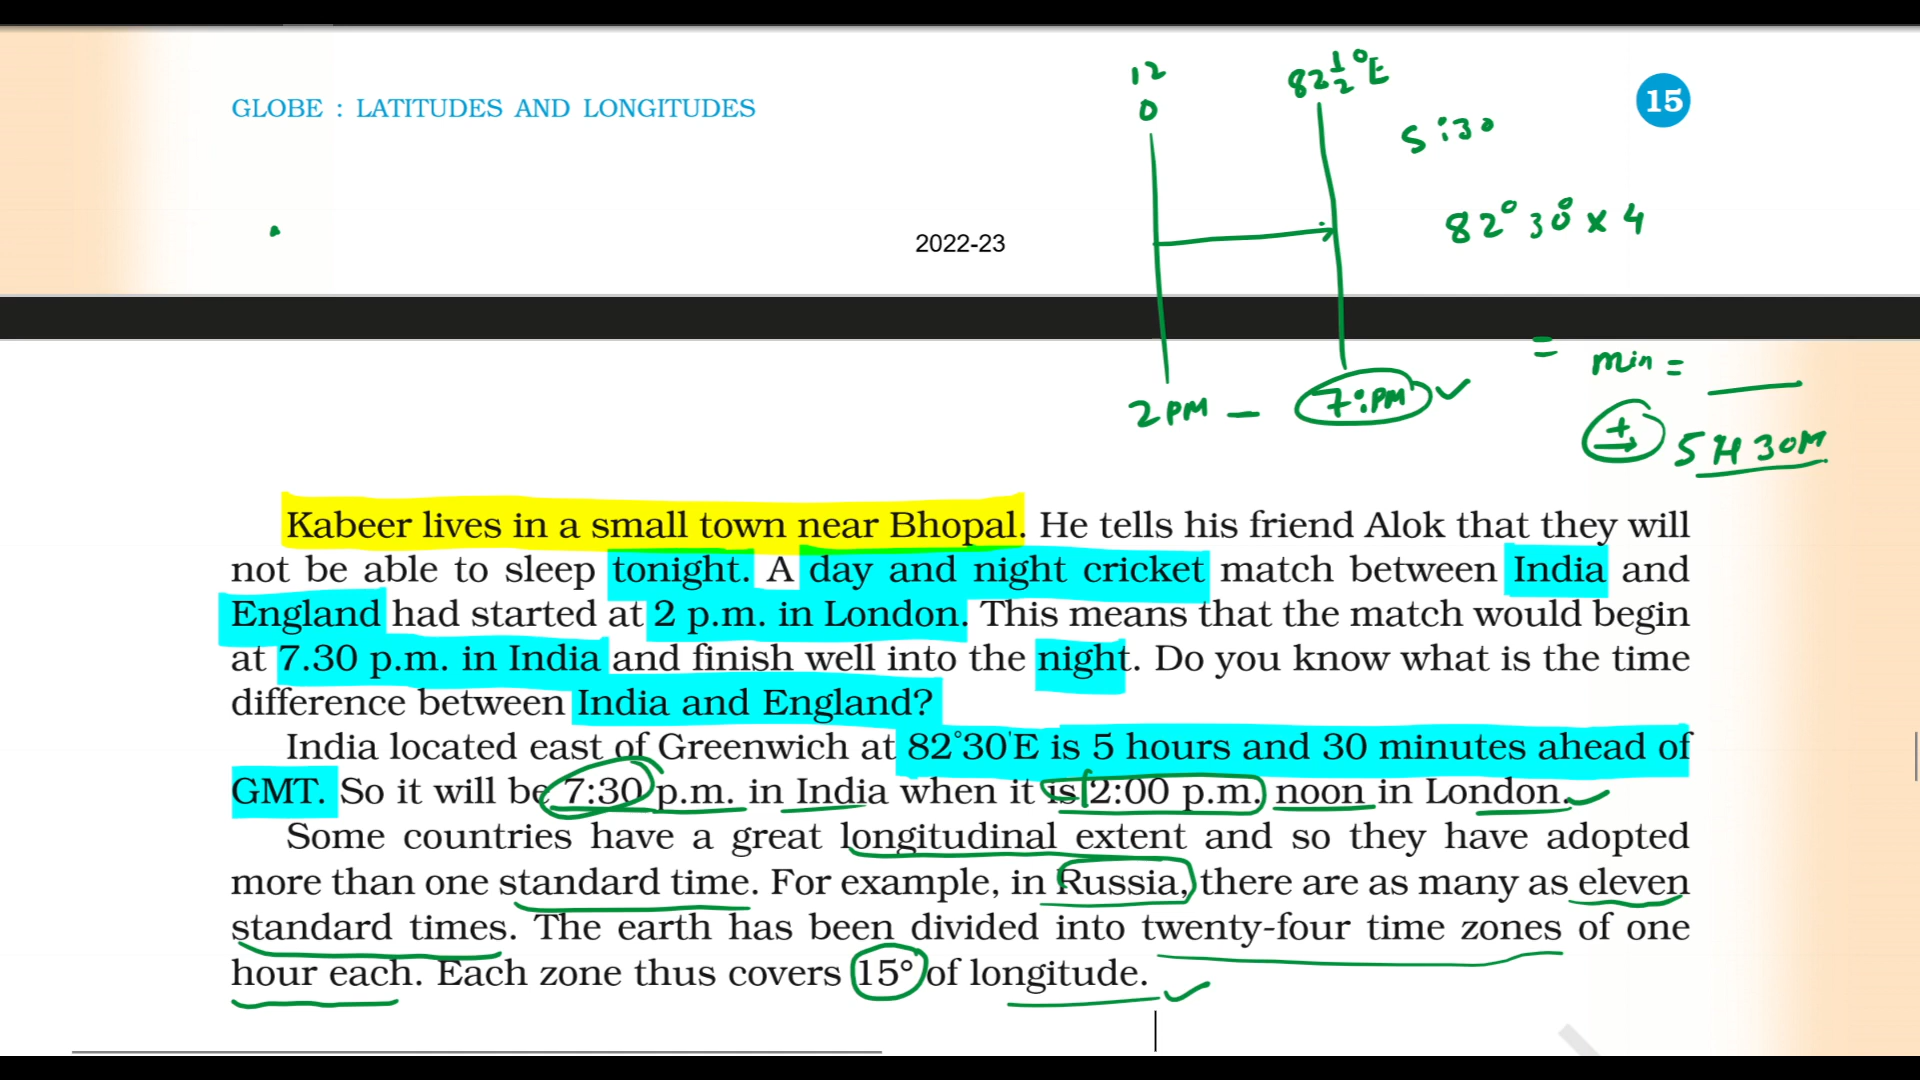 12
0
82½°E
GLOBE : LATITUDES AND LONGITUDES
15
5:30
82°30° x 4
2022-23
= min =
2 PM — 7:PM
+ 5 H 30M
Kabeer lives in a small town near Bhopal. He tells his friend Alok that they will
not be able to sleep tonight. A day and night cricket match between India and
England had started at 2 p.m. in London. This means that the match would begin
at 7.30 p.m. in India and finish well into the night. Do you know what is the time
difference between India and England?
India located east of Greenwich at 82°30'E is 5 hours and 30 minutes ahead of
GMT. So it will be 7:30 p.m. in India when it is 2:00 p.m. noon in London.
Some countries have a great longitudinal extent and so they have adopted
more than one standard time. For example, in Russia, there are as many as eleven
standard times. The earth has been divided into twenty-four time zones of one
hour each. Each zone thus covers 15° of longitude.